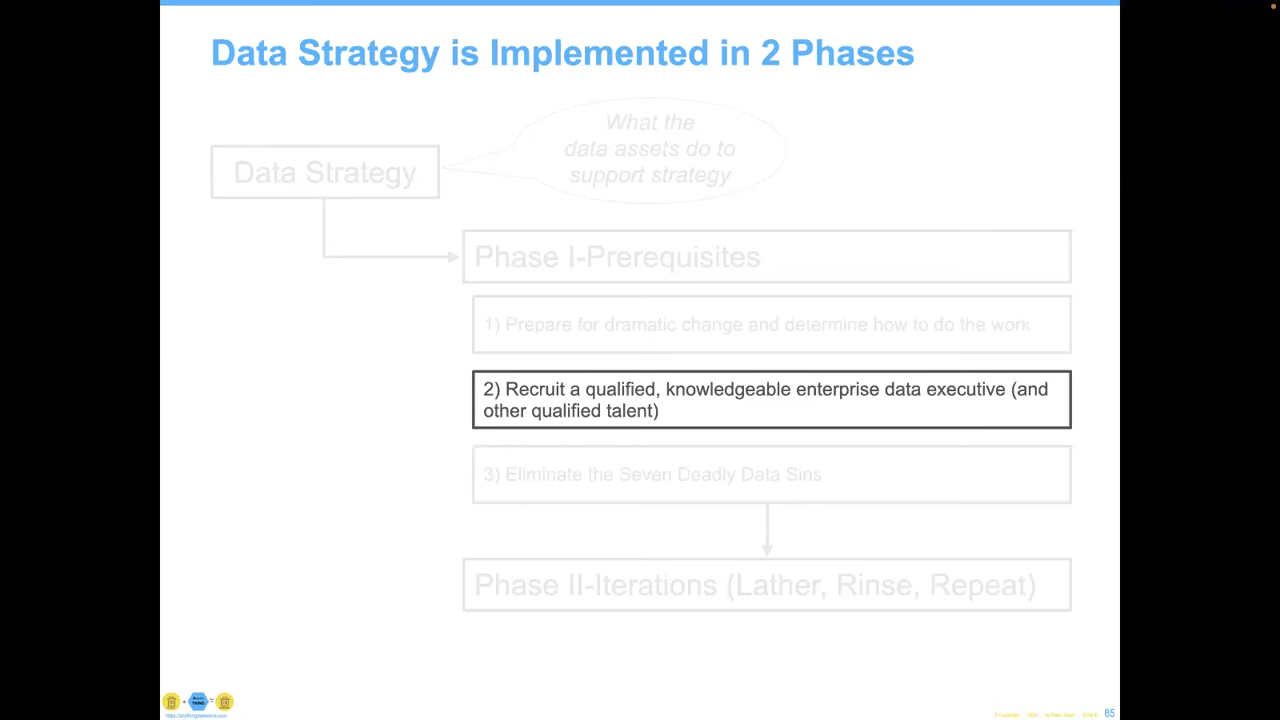 Data Strategy is Implemented in 2 Phases
What the
data assets do to
support strategy
Data Strategy
Phase I-Prerequisites
1) Prepare for dramatic change and determine how to do the work
2) Recruit a qualified, knowledgeable enterprise data executive (and
other qualified talent)
3) Eliminate the Seven Deadly Data Sins
Phase II-Iterations (Lather, Rinse, Repeat)
85